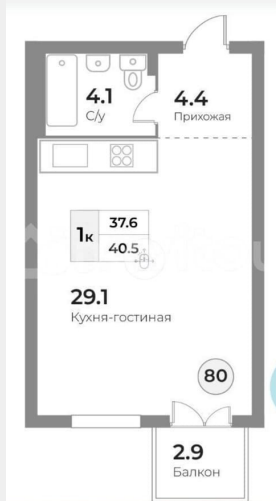 4.1
С/у
4.4
Прихожая
1к
37.6
40.5
29.1
Кухня-гостиная
80
2.9
Балкон